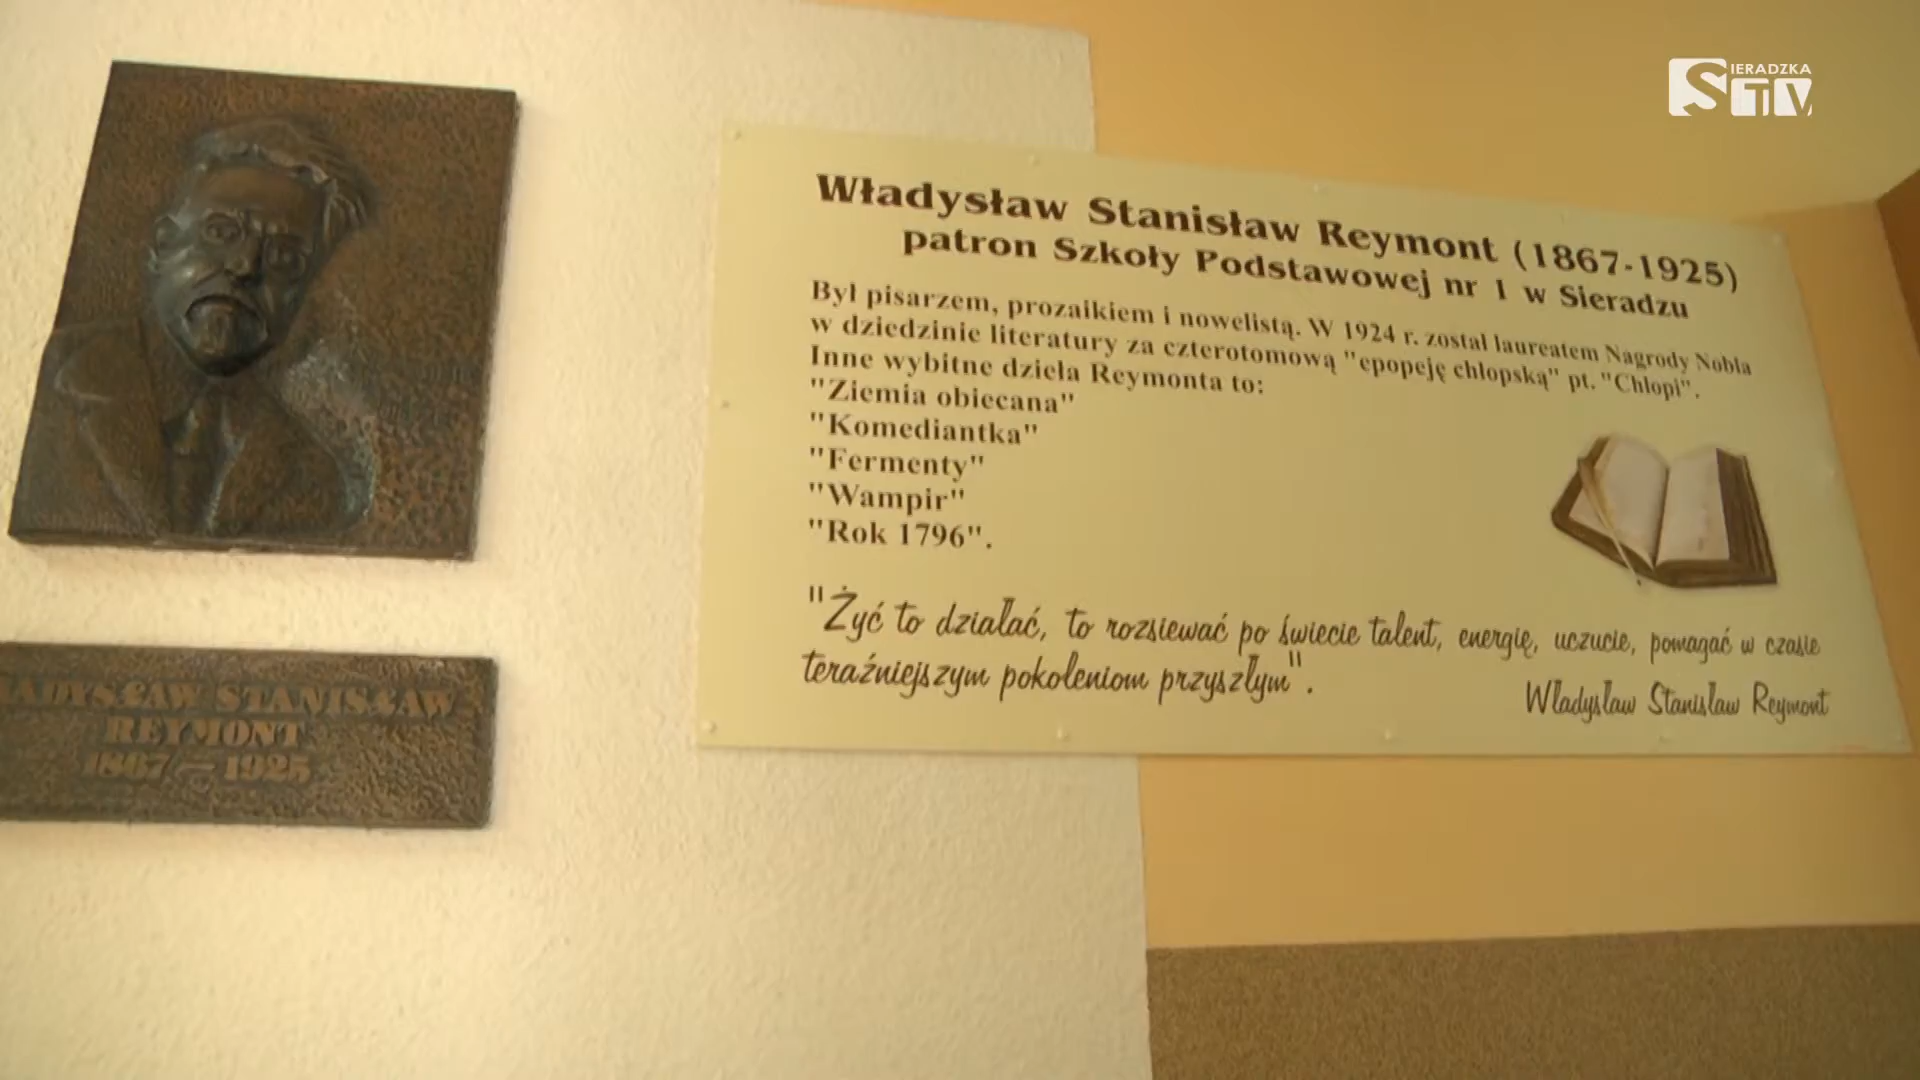 SIERADZKA
TV
Władysław Stanisław Reymont (1867-1925)
patron Szkoły Podstawowej nr 1 w Sieradzu
Był pisarzem, prozaikiem i nowelistą. W 1924 r. został laureatem Nagrody Nobla
w dziedzinie literatury za czterotomową "epopeję chłopską" pt. "Chłopi".
Inne wybitne dzieła Reymonta to:
"Ziemia obiecana"
"Komediantka"
"Fermenty"
"Wampir"
"Rok 1796".
"Żyć to działać, to rozsiewać po świecie talent, energię, uczucie, pomagać w czasie
teraźniejszym pokoleniom przyszłym".
Władysław Stanisław Reymont
ADYSŁAW STANISŁAW
REYMONT
1867 — 1925